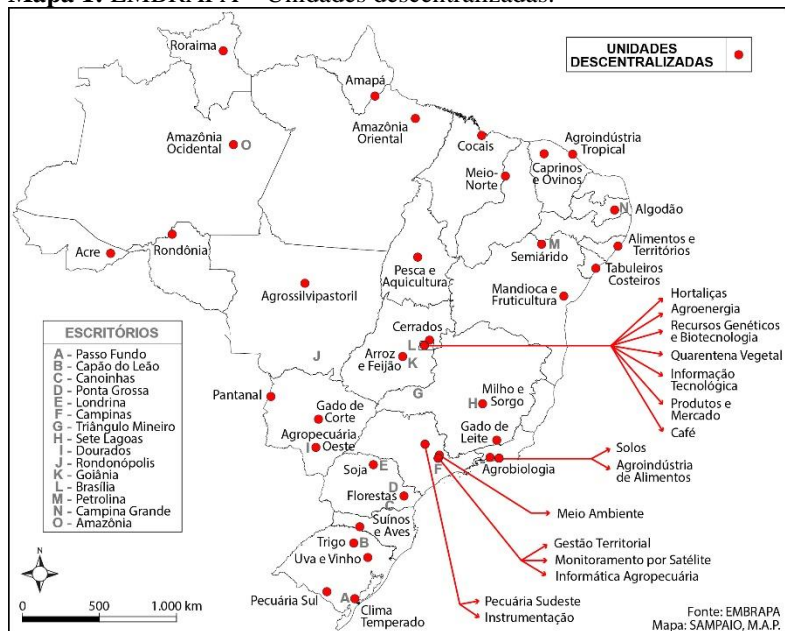 Mapa 1: EMBRAPA – Unidades descentralizadas.
UNIDADES
DESCENTRALIZADAS
Roraima
Amapá
Amazônia
Ocidental
O
Amazônia
Oriental
Cocais
Agroindústria
Tropical
Meio-
Norte
Caprinos
e Ovinos
N
Algodão
Acre
Rondônia
M
Semiárido
Alimentos e
Territórios
Tabuleiros
Costeiros
Pesca e
Aquicultura
Agrossilvipastoril
Mandioca e
Fruticultura
Hortaliças
Agroenergia
Recursos Genéticos
e Biotecnologia
Quarentena Vegetal
Informação
Tecnológica
Produtos e
Mercado
Café
Cerrados
L
Arroz
e Feijão
K
J
G
ESCRITÓRIOS
A - Passo Fundo
B - Capão do Leão
C - Canoinhas
D - Ponta Grossa
E - Londrina
F - Campinas
G - Triângulo Mineiro
H - Sete Lagoas
I - Dourados
J - Rondonópolis
K - Goiânia
L - Brasília
M - Petrolina
N - Campina Grande
O - Amazônia
Pantanal
Gado de
Corte
Agropecuária
Oeste
I
Milho e
Sorgo
H
Gado de
Leite
Agrobiologia
Solos
Agroindústria
de Alimentos
F
Soja
E
D
Florestas
C
Meio Ambiente
Suínos
e Aves
Trigo
B
Uva e Vinho
Gestão Territorial
Monitoramento por Satélite
Informática Agropecuária
Pecuária Sul
A
Clima
Temperado
Pecuária Sudeste
Instrumentação
N
0 500 1.000 km
Fonte: EMBRAPA
Mapa: SAMPAIO, M.A.P.